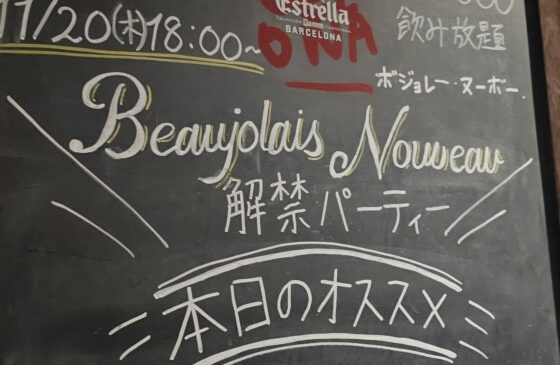 11/20(木)18:00~
Estrella
Damm
BARCELONA
飲み放題
ボジョレー・ヌーボー.
Beaujolais Nouveau
解禁パーティー
本日のオススメ